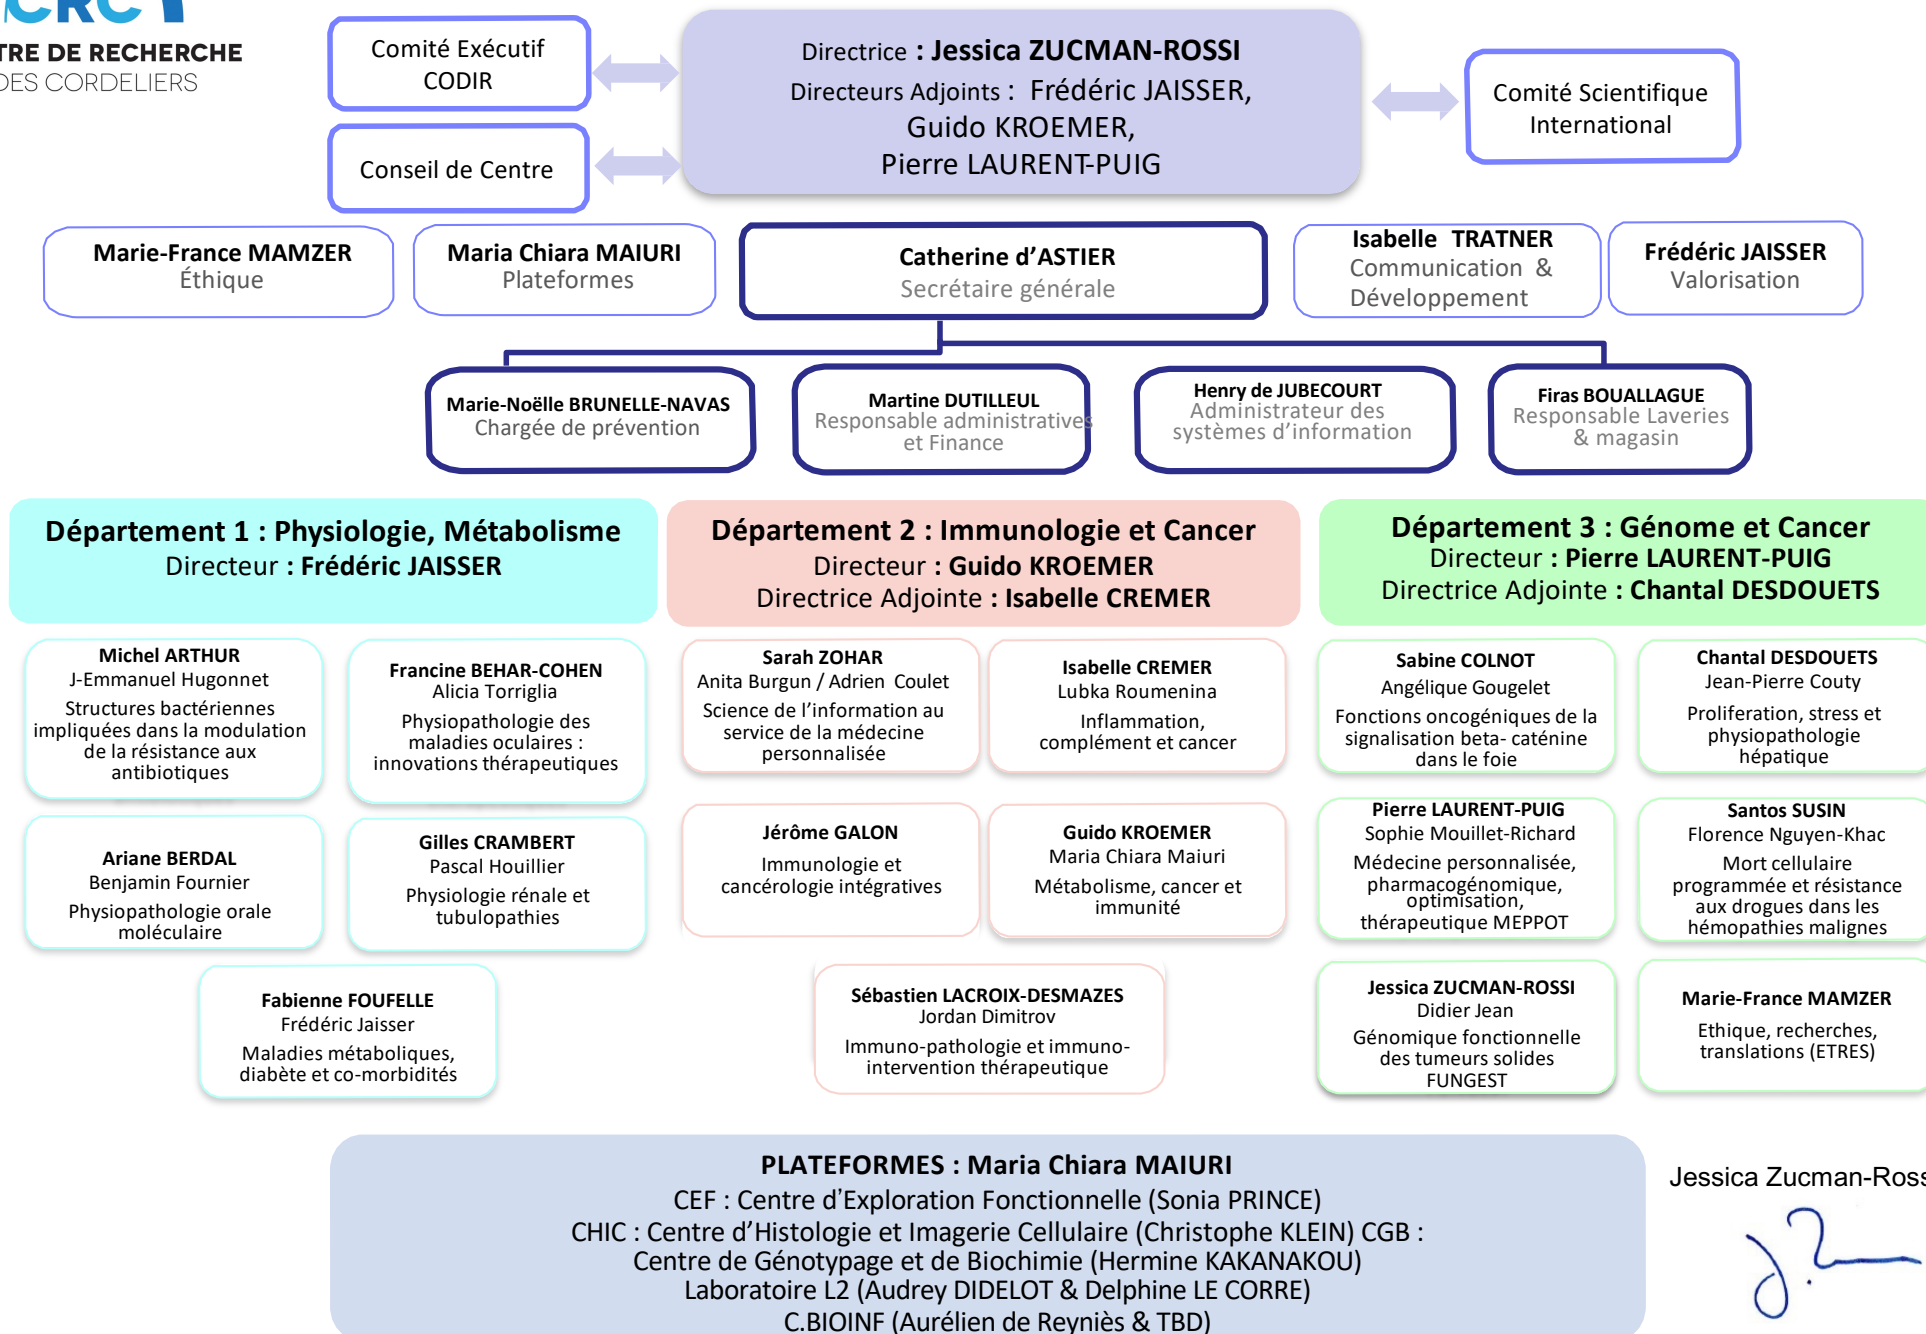 CRC
TRE DE RECHERCHE
DES CORDELIERS
Comité Exécutif
CODIR
Conseil de Centre
Directrice : Jessica ZUCMAN-ROSSI
Directeurs Adjoints : Frédéric JAISSER,
Guido KROEMER,
Pierre LAURENT-PUIG
Comité Scientifique
International
Marie-France MAMZER
Éthique
Maria Chiara MAIURI
Plateformes
Catherine d’ASTIER
Secrétaire générale
Isabelle TRATNER
Communication &
Développement
Frédéric JAISSER
Valorisation
Marie-Noëlle BRUNELLE-NAVAS
Chargée de prévention
Martine DUTILLEUL
Responsable administratives
et Finance
Henry de JUBECOURT
Administrateur des
systèmes d’information
Firas BOUALLAGUE
Responsable Laveries
& magasin
Département 1 : Physiologie, Métabolisme
Directeur : Frédéric JAISSER
Département 2 : Immunologie et Cancer
Directeur : Guido KROEMER
Directrice Adjointe : Isabelle CREMER
Département 3 : Génome et Cancer
Directeur : Pierre LAURENT-PUIG
Directrice Adjointe : Chantal DESDOUETS
Michel ARTHUR
J-Emmanuel Hugonnet
Structures bactériennes
impliquées dans la modulation
de la résistance aux
antibiotiques
Francine BEHAR-COHEN
Alicia Torriglia
Physiopathologie des
maladies oculaires :
innovations thérapeutiques
Ariane BERDAL
Benjamin Fournier
Physiopathologie orale
moléculaire
Gilles CRAMBERT
Pascal Houillier
Physiologie rénale et
tubulopathies
Fabienne FOUFELLE
Frédéric Jaisser
Maladies métaboliques,
diabète et co-morbidités
Sarah ZOHAR
Anita Burgun / Adrien Coulet
Science de l’information au
service de la médecine
personnalisée
Isabelle CREMER
Lubka Roumenina
Inflammation,
complément et cancer
Jérôme GALON
Immunologie et
cancérologie intégratives
Guido KROEMER
Maria Chiara Maiuri
Métabolisme, cancer et
immunité
Sébastien LACROIX-DESMAZES
Jordan Dimitrov
Immuno-pathologie et immuno-
intervention thérapeutique
Sabine COLNOT
Angélique Gougelet
Fonctions oncogéniques de la
signalisation beta- caténine
dans le foie
Chantal DESDOUETS
Jean-Pierre Couty
Proliferation, stress et
physiopathologie
hépatique
Pierre LAURENT-PUIG
Sophie Mouillet-Richard
Médecine personnalisée,
pharmacogénomique,
optimisation,
thérapeutique MEPPOT
Santos SUSIN
Florence Nguyen-Khac
Mort cellulaire
programmée et résistance
aux drogues dans les
hémopathies malignes
Jessica ZUCMAN-ROSSI
Didier Jean
Génomique fonctionnelle
des tumeurs solides
FUNGEST
Marie-France MAMZER
Ethique, recherches,
translations (ETRES)
PLATEFORMES : Maria Chiara MAIURI
CEF : Centre d’Exploration Fonctionnelle (Sonia PRINCE)
CHIC : Centre d’Histologie et Imagerie Cellulaire (Christophe KLEIN) CGB :
Centre de Génotypage et de Biochimie (Hermine KAKANAKOU)
Laboratoire L2 (Audrey DIDELOT & Delphine LE CORRE)
C.BIOINF (Aurélien de Reyniès & TBD)
Jessica Zucman-Ross